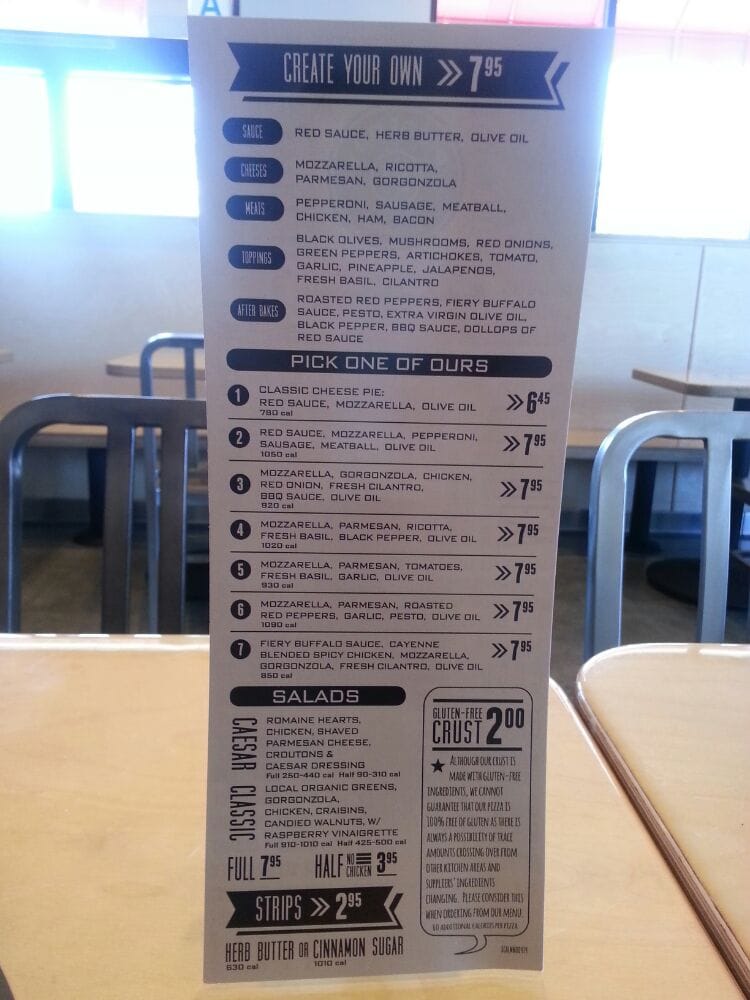 A
CREATE YOUR OWN >> 7.95
SAUCE
RED SAUCE, HERB BUTTER, OLIVE OIL
CHEESES
MOZZARELLA, RICOTTA,
PARMESAN, GORGONZOLA
MEATS
PEPPERONI, SAUSAGE, MEATBALL,
CHICKEN, HAM, BACON
TOPPINGS
BLACK OLIVES, MUSHROOMS, RED ONIONS,
GREEN PEPPERS, ARTICHOKES, TOMATO,
GARLIC, PINEAPPLE, JALAPENOS,
FRESH BASIL, CILANTRO
AFTER BAKES
ROASTED RED PEPPERS, FIERY BUFFALO
SAUCE, PESTO, EXTRA VIRGIN OLIVE OIL,
BLACK PEPPER, BBQ SAUCE, DOLLOPS OF
RED SAUCE
PICK ONE OF OURS
1 CLASSIC CHEESE PIE:
RED SAUCE, MOZZARELLA, OLIVE OIL >> 6.45
790 cal
2 RED SAUCE, MOZZARELLA, PEPPERONI,
SAUSAGE, MEATBALL, OLIVE OIL >> 7.95
1050 cal
3 MOZZARELLA, GORGONZOLA, CHICKEN,
RED ONION, FRESH CILANTRO, >> 7.95
BBQ SAUCE, OLIVE OIL
920 cal
4 MOZZARELLA, PARMESAN, RICOTTA,
FRESH BASIL, BLACK PEPPER, OLIVE OIL >> 7.95
1020 cal
5 MOZZARELLA, PARMESAN, TOMATOES,
FRESH BASIL, GARLIC, OLIVE OIL >> 7.95
930 cal
6 MOZZARELLA, PARMESAN, ROASTED
RED PEPPERS, GARLIC, PESTO, OLIVE OIL >> 7.95
1090 cal
7 FIERY BUFFALO SAUCE, CAYENNE
BLENDED SPICY CHICKEN, MOZZARELLA, >> 7.95
GORGONZOLA, FRESH CILANTRO, OLIVE OIL
850 cal
SALADS
CAESAR
ROMAINE HEARTS,
CHICKEN, SHAVED
PARMESAN CHEESE,
CROUTONS &
CAESAR DRESSING
Full 250-440 cal Half 90-310 cal
CLASSIC
LOCAL ORGANIC GREENS,
GORGONZOLA,
CHICKEN, CRAISINS,
CANDIED WALNUTS, W/
RASPBERRY VINAIGRETTE
Full 910-1010 cal Half 425-500 cal
FULL 7.95 HALF NO CHICKEN 3.95
STRIPS >> 2.95
HERB BUTTER OR CINNAMON SUGAR
630 cal 1010 cal
GLUTEN-FREE
CRUST 2.00
ALTHOUGH OUR CRUST IS
MADE WITH GLUTEN-FREE
INGREDIENTS, WE CANNOT
GUARANTEE THAT OUR PIZZA IS
100% FREE OF GLUTEN AS THERE IS
ALWAYS A POSSIBILITY OF TRACE
AMOUNTS CROSSING OVER FROM
OTHER KITCHEN AREAS AND
SUPPLIERS' INGREDIENTS
CHANGING. PLEASE CONSIDER THIS
WHEN ORDERING FROM OUR MENU.
60 ADDITIONAL CALORIES PER PIZZA